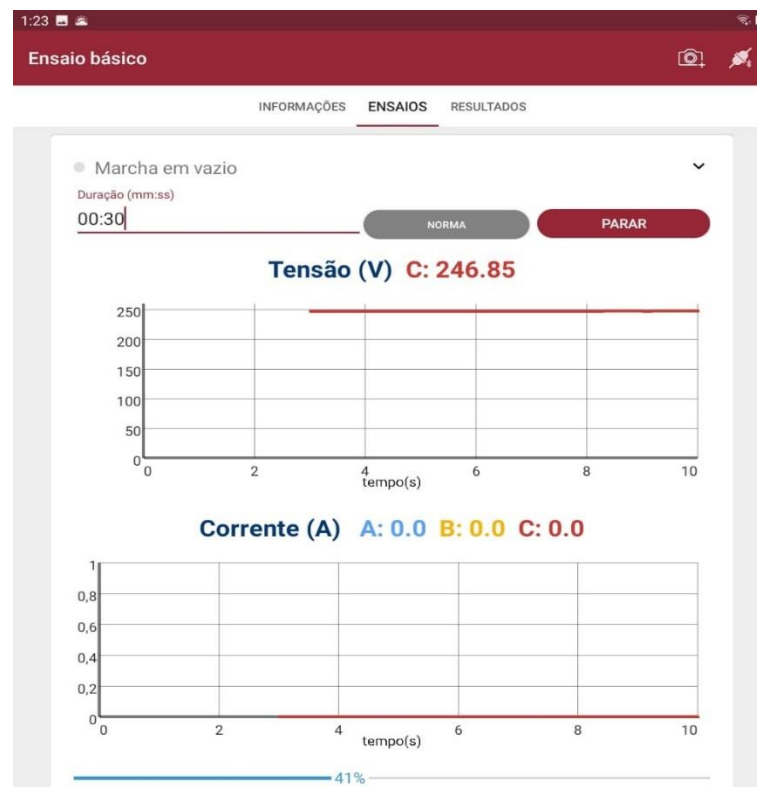 1:23
Ensaio básico
INFORMAÇÕES ENSAIOS RESULTADOS
Marcha em vazio
Duração (mm:ss)
00:30
NORMA PARAR
Tensão (V) C: 246.85
250
200
150
100
50
0
0 2 4 6 8 10
tempo(s)
Corrente (A) A: 0.0 B: 0.0 C: 0.0
1
0,8
0,6
0,4
0,2
0
0 2 4 6 8 10
tempo(s)
41%